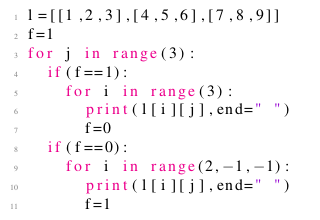 1 l=[[1,2,3],[4,5,6],[7,8,9]]
2 f=1
3 for j in range(3):
4   if(f==1):
5     for i in range(3):
6       print(l[i][j],end=" ")
7       f=0
8   if(f==0):
9     for i in range(2,-1,-1):
10       print(l[i][j],end=" ")
11       f=1